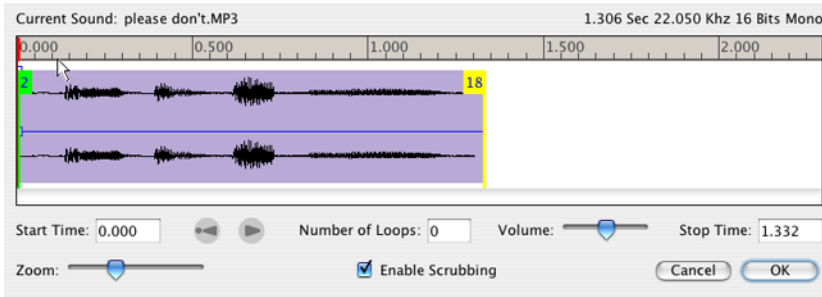 Current Sound: please don't.MP3 1.306 Sec 22.050 Khz 16 Bits Mono
0.000 0.500 1.000 1.500 2.000
2 18
Start Time: 0.000 Number of Loops: 0 Volume: Stop Time: 1.332
Zoom: Enable Scrubbing Cancel OK